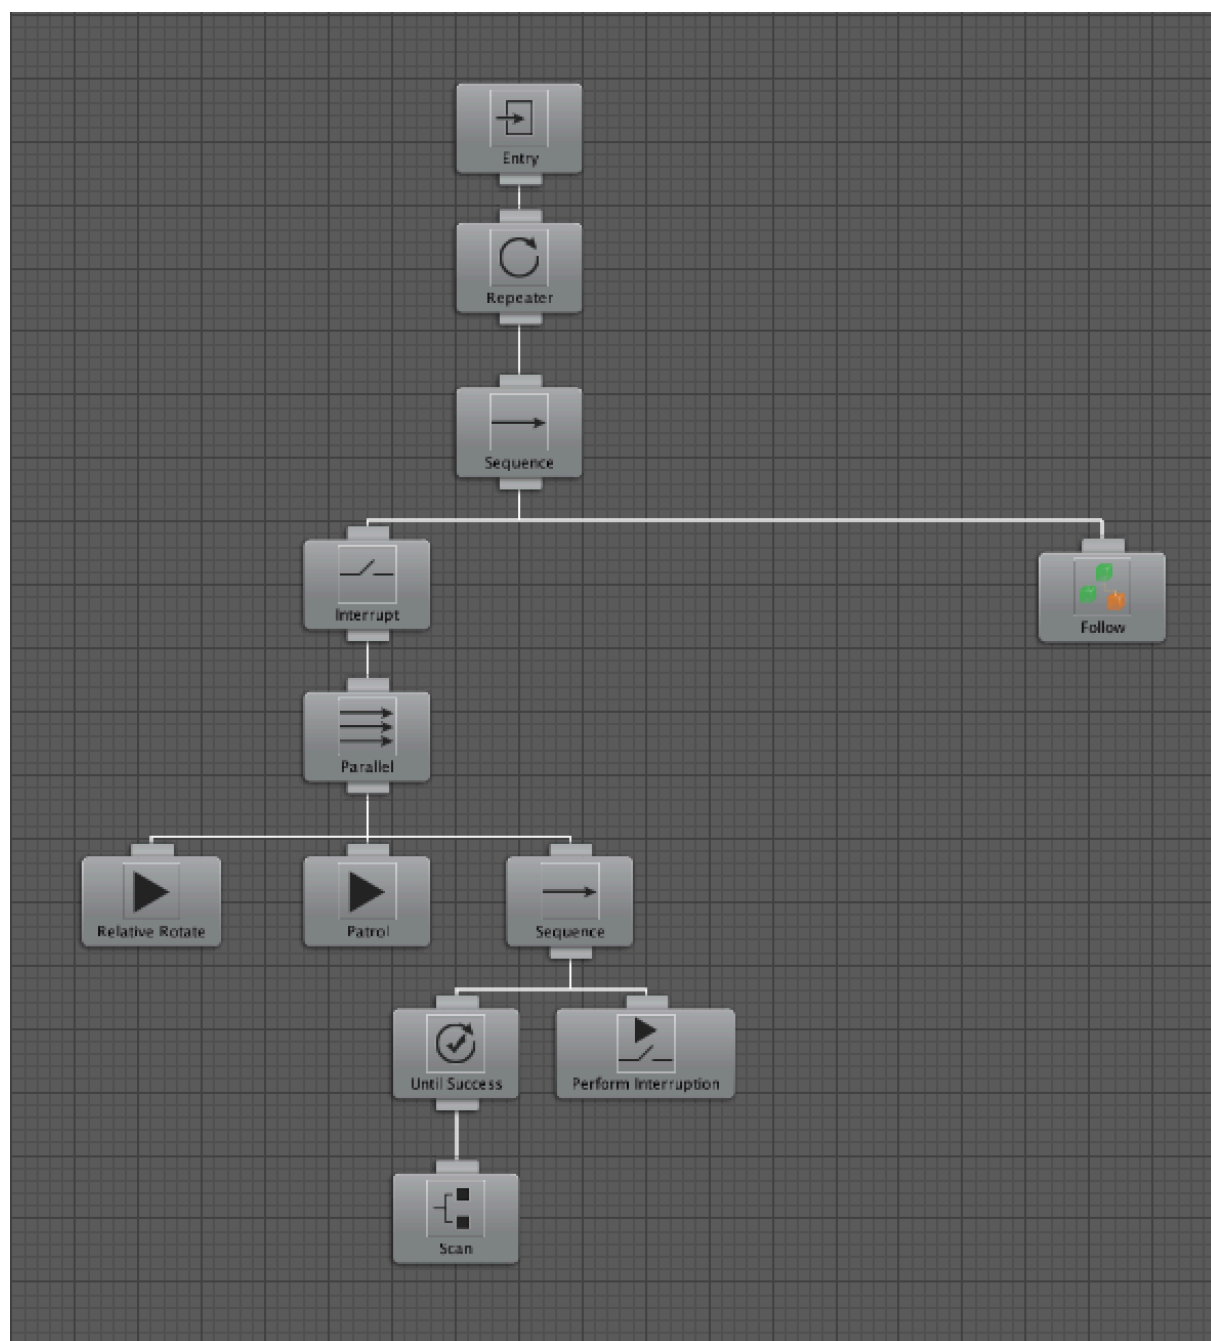 Entry
Repeater
Sequence
Interrupt
Follow
Parallel
Relative Rotate
Patrol
Sequence
Until Success
Perform Interruption
Scan